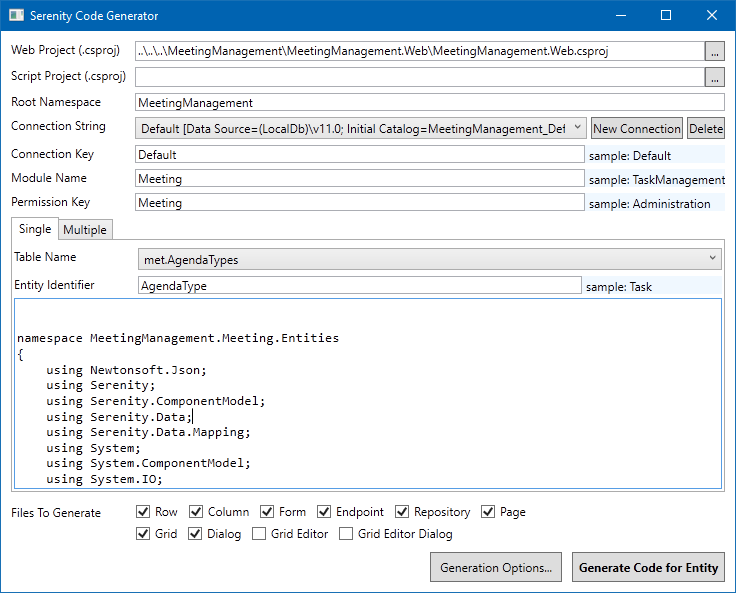 Serenity Code Generator
Web Project (.csproj) ..\..\..\MeetingManagement\MeetingManagement.Web\MeetingManagement.Web.csproj ...
Script Project (.csproj) ...
Root Namespace MeetingManagement
Connection String Default [Data Source=(LocalDb)\v11.0; Initial Catalog=MeetingManagement_Def New Connection Delete
Connection Key Default sample: Default
Module Name Meeting sample: TaskManagement
Permission Key Meeting sample: Administration
Single Multiple
Table Name met.AgendaTypes
Entity Identifier AgendaType sample: Task
namespace MeetingManagement.Meeting.Entities
{
using Newtonsoft.Json;
using Serenity;
using Serenity.ComponentModel;
using Serenity.Data;
using Serenity.Data.Mapping;
using System;
using System.ComponentModel;
using System.IO;
Files To Generate Row Column Form Endpoint Repository Page
Grid Dialog Grid Editor Grid Editor Dialog
Generation Options... Generate Code for Entity